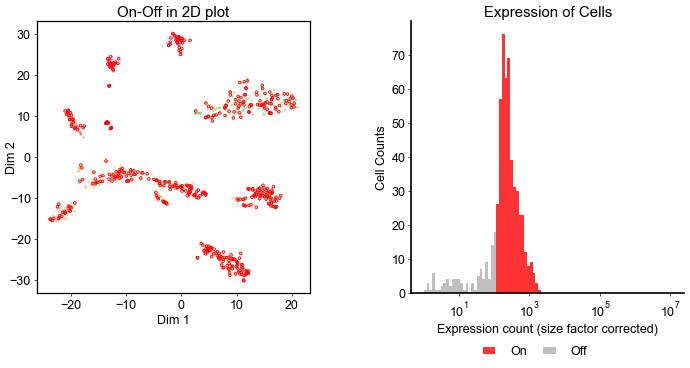 On-Off in 2D plot
30
20
10
0
−10
−20
−30
Dim 2
−20 −10 0 10 20
Dim 1
Expression of Cells
70
60
50
40
30
20
10
0
Cell Counts
10^1 10^3 10^5 10^7
Expression count (size factor corrected)
On Off